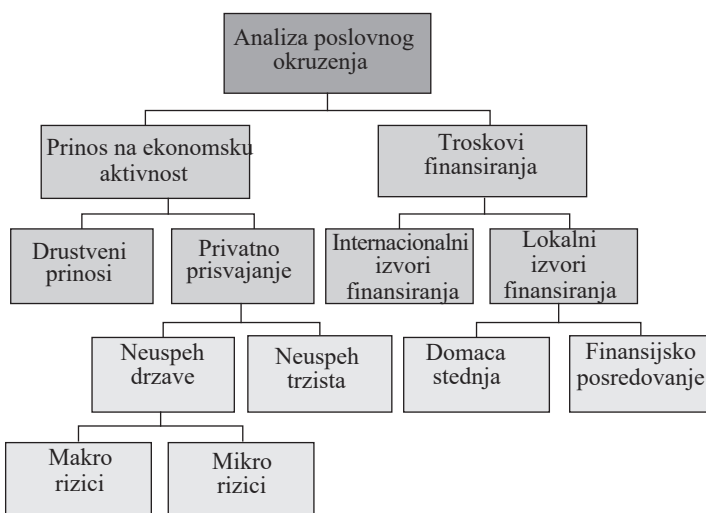 Analiza poslovnog
okruzenja
Prinos na ekonomsku
aktivnost
Troskovi
finansiranja
Drustveni
prinosi
Privatno
prisvajanje
Internacionalni
izvori
finansiranja
Lokalni
izvori
finansiranja
Neuspeh
drzave
Neuspeh
trzista
Domaca
stednja
Finansijsko
posredovanje
Makro
rizici
Mikro
rizici